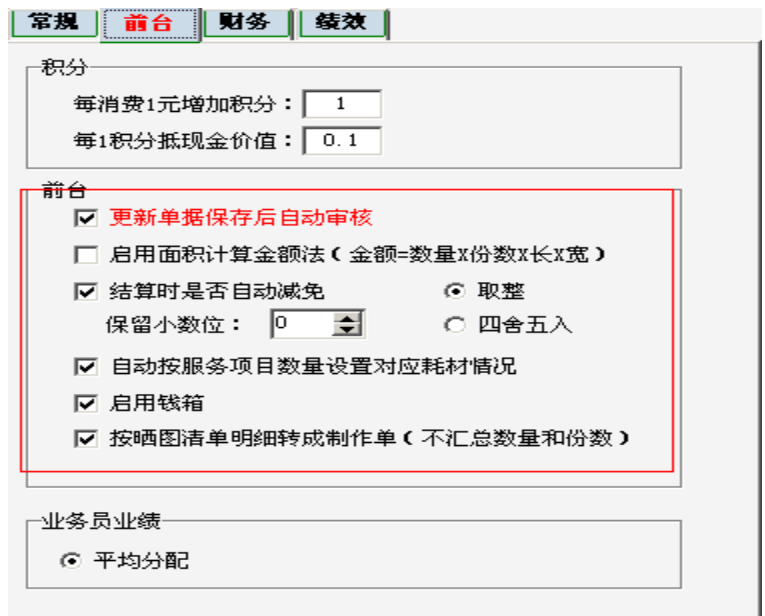 常规 前台 财务 绩效
积分
每消费1元增加积分： 1
每1积分抵现金价值： 0.1
前台
更新单据保存后自动审核
启用面积计算金额法(金额=数量X份数X长X宽)
结算时是否自动减免 取整
保留小数位： 0 四舍五入
自动按服务项目数量设置对应耗材情况
启用钱箱
按晒图清单明细转成制作单(不汇总数量和份数)
业务员业绩
平均分配